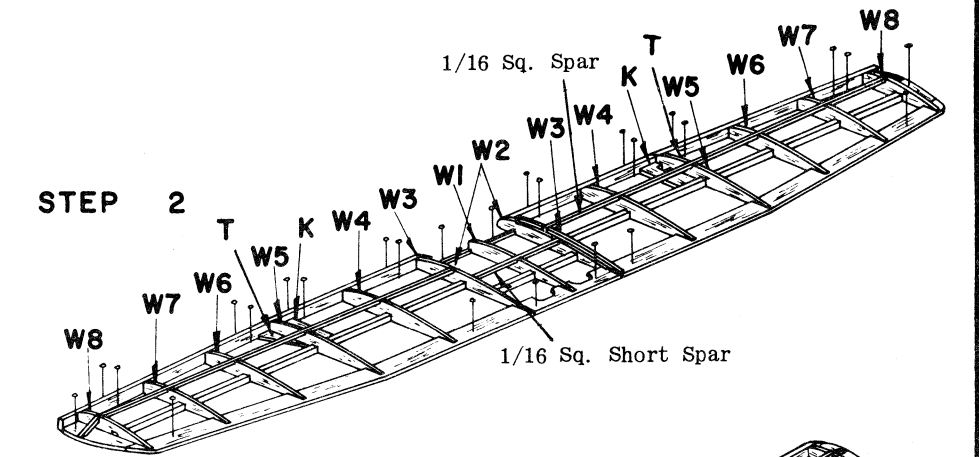 W8
W7
T
W6
1/16 Sq. Spar
K
W5
W4
W3
W2
W1
STEP 2
W3
W4
T
K
W5
W6
W7
W8
1/16 Sq. Short Spar